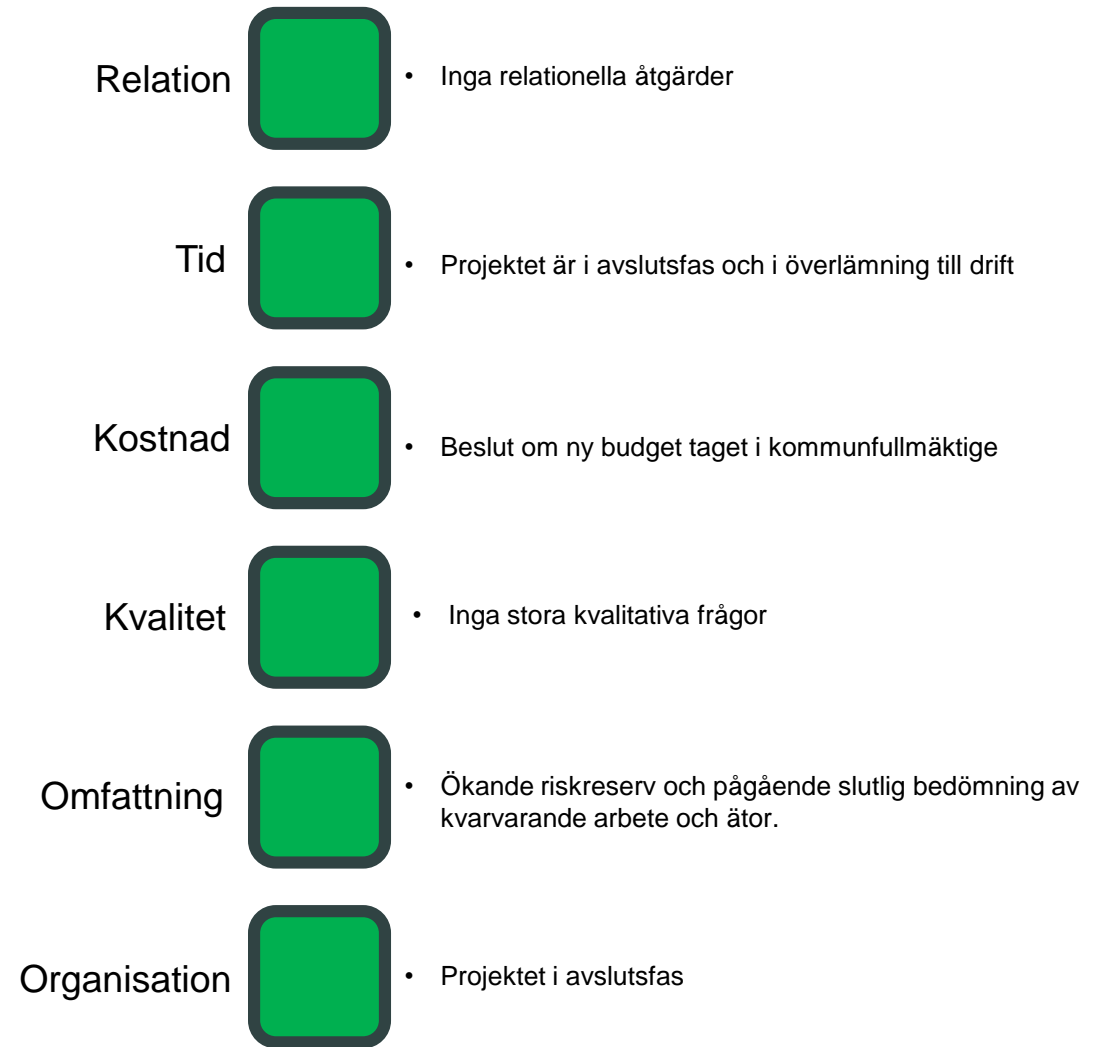 Relation
• Inga relationella åtgärder
Tid
• Projektet är i avslutsfas och i överlämning till drift
Kostnad
• Beslut om ny budget taget i kommunfullmäktige
Kvalitet
• Inga stora kvalitativa frågor
Omfattning
• Ökande riskreserv och pågående slutlig bedömning av
kvarvarande arbete och ätor.
Organisation
• Projektet i avslutsfas